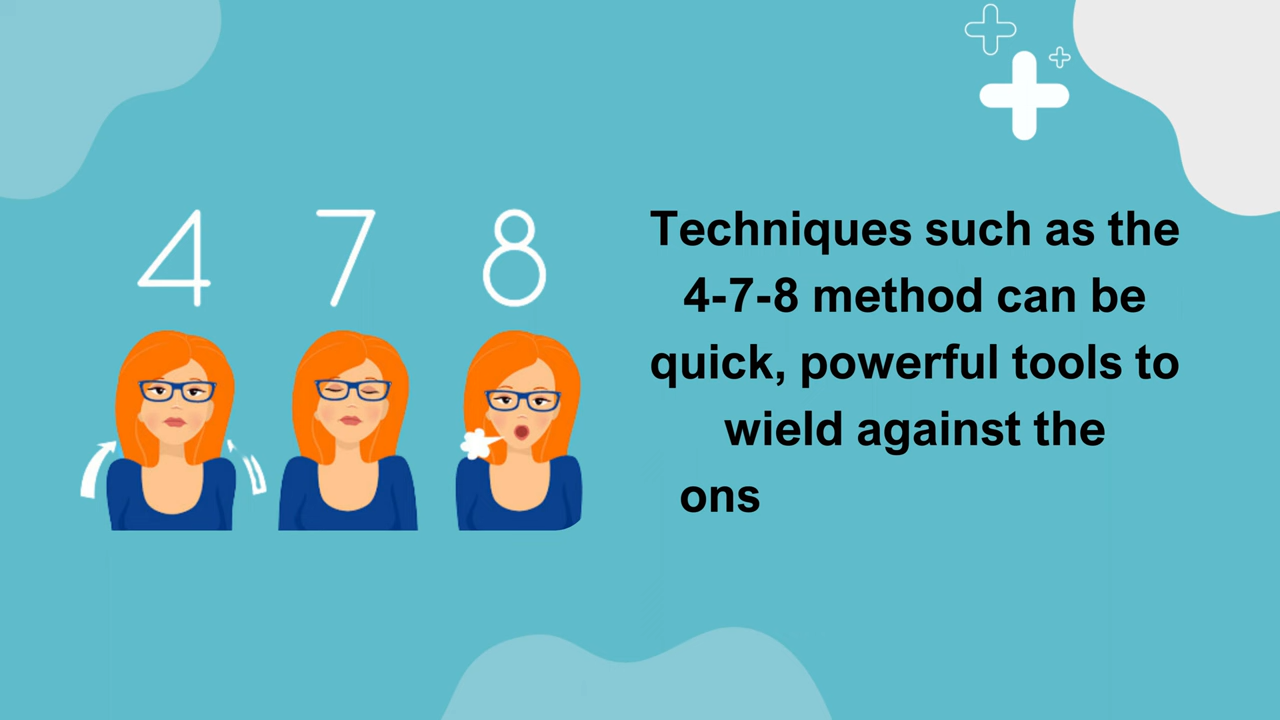 4 7 8
Techniques such as the
4-7-8 method can be
quick, powerful tools to
wield against the
ons